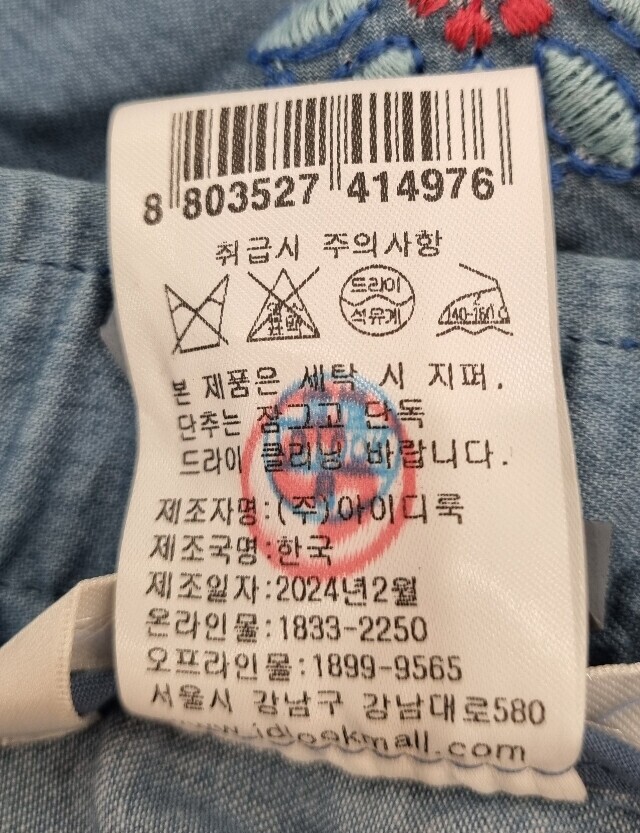 8 803527 414976
취급시 주의사항
드라이
석유계
2
140-160℃
본 제품은 세탁 시 지퍼.
단추는 잠그고 단독
드라이 클리닝 바랍니다.
제조자명:(주)아이디룩
제조국명:한국
제조일자:2024년2월
온라인몰:1833-2250
오프라인몰:1899-9565
서울시 강남구 강남대로580
www.idlookmall.com